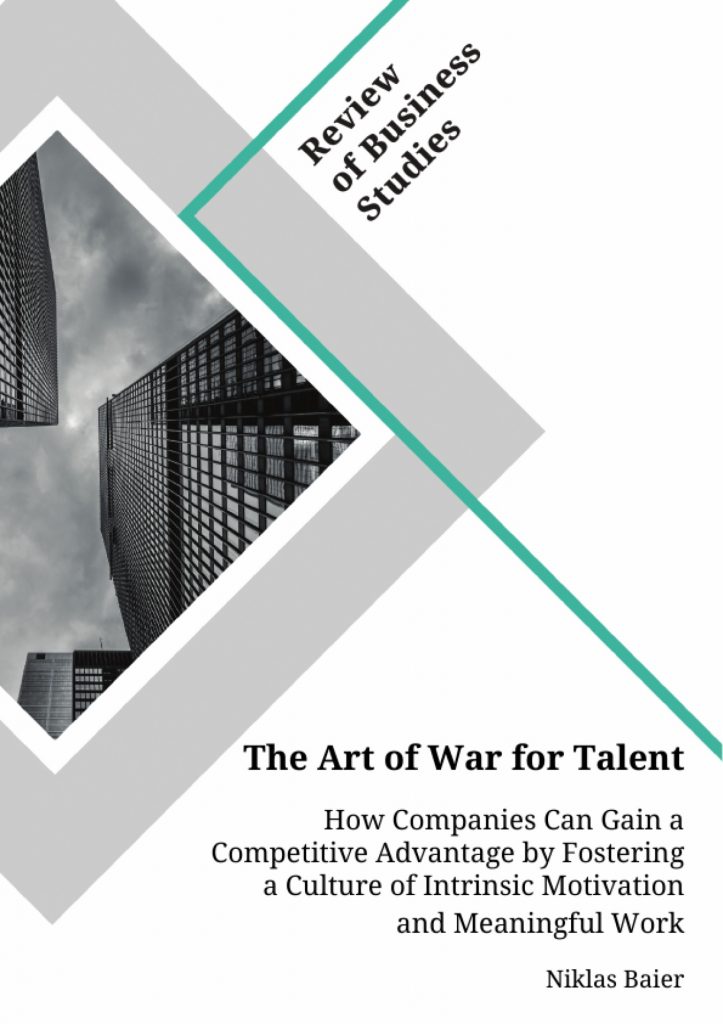 Review
of Business
Studies
The Art of War for Talent
How Companies Can Gain a
Competitive Advantage by Fostering
a Culture of Intrinsic Motivation
and Meaningful Work
Niklas Baier